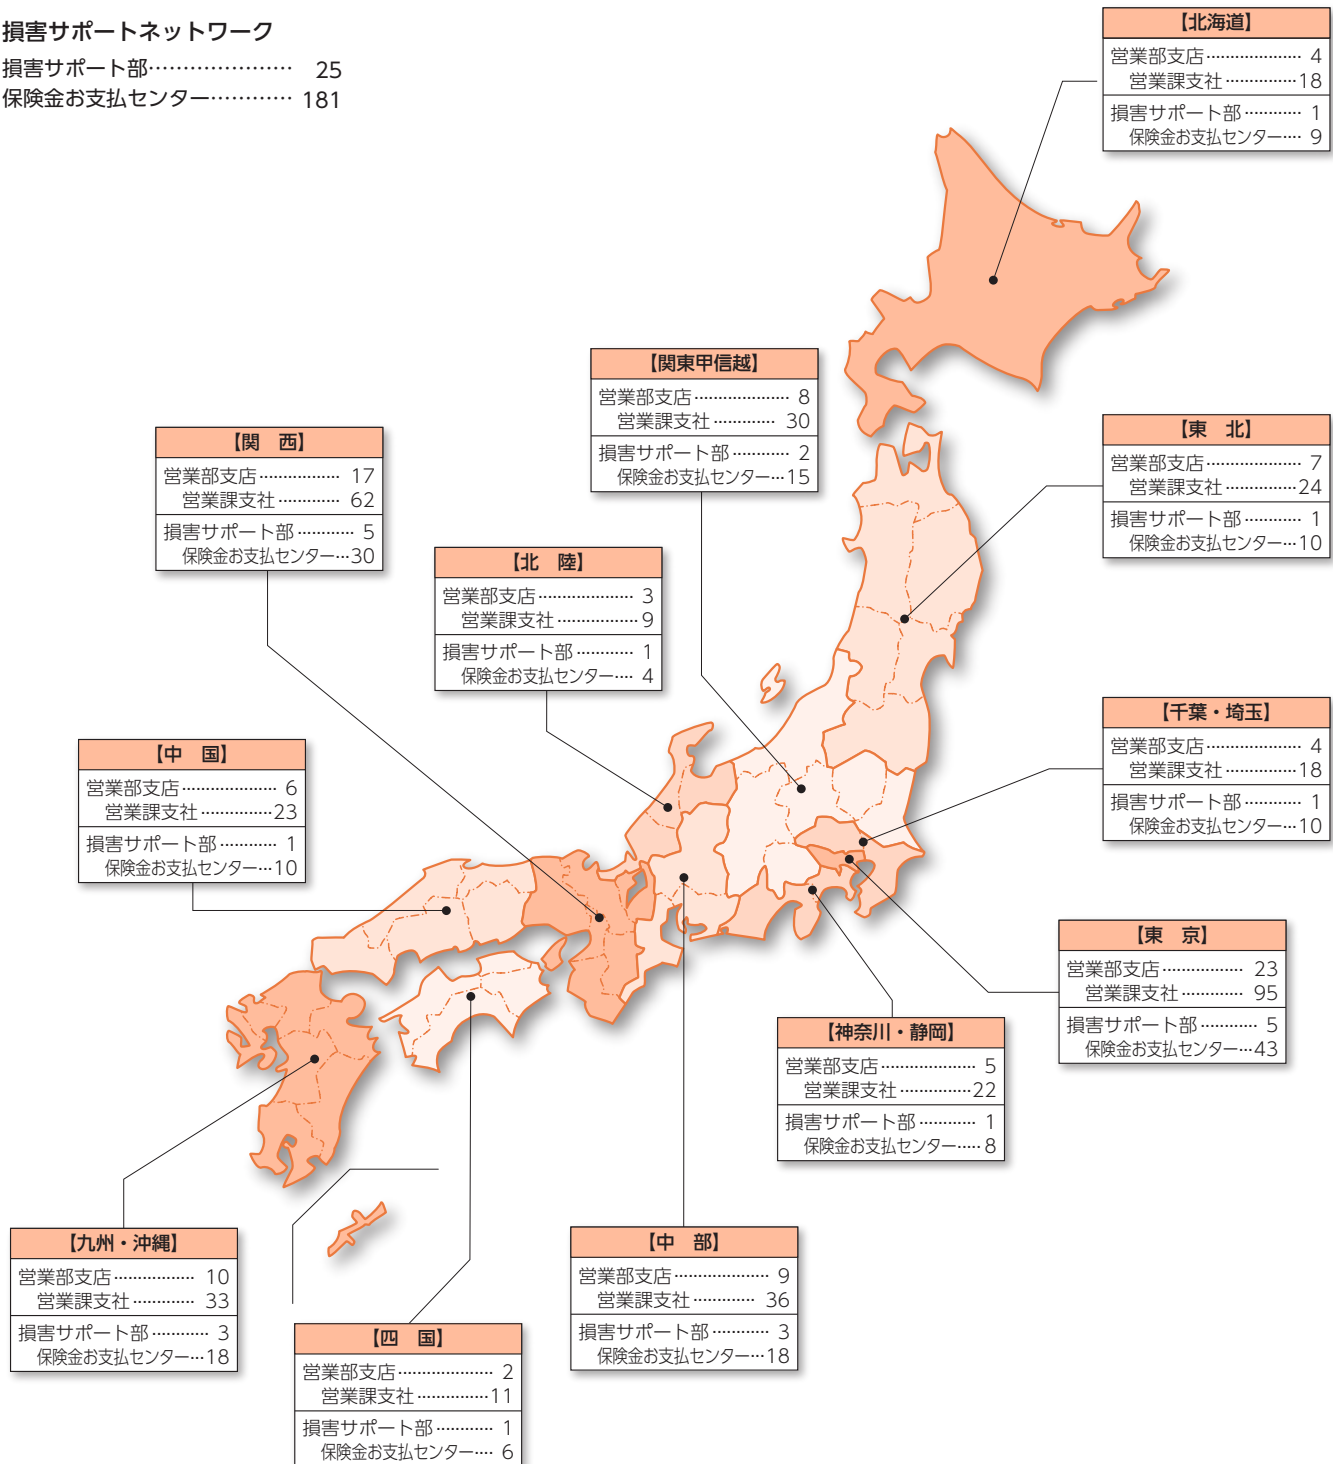 損害サポートネットワーク
損害サポート部………………… 25
保険金お支払センター………… 181
【北海道】
営業部支店………………… 4
営業課支社……………18
損害サポート部………… 1
保険金お支払センター…… 9
【関東甲信越】
営業部支店………………… 8
営業課支社………… 30
損害サポート部………… 2
保険金お支払センター…15
【関　西】
営業部支店……………… 17
営業課支社………… 62
損害サポート部………… 5
保険金お支払センター…30
【東　北】
営業部支店………………… 7
営業課支社……………24
損害サポート部………… 1
保険金お支払センター…10
【北　陸】
営業部支店………………… 3
営業課支社………………9
損害サポート部………… 1
保険金お支払センター…… 4
【千葉・埼玉】
営業部支店………………… 4
営業課支社……………18
損害サポート部………… 1
保険金お支払センター…10
【中　国】
営業部支店………………… 6
営業課支社……………23
損害サポート部………… 1
保険金お支払センター…10
【東　京】
営業部支店……………… 23
営業課支社………… 95
損害サポート部………… 5
保険金お支払センター…43
【神奈川・静岡】
営業部支店………………… 5
営業課支社……………22
損害サポート部………… 1
保険金お支払センター……8
【九州・沖縄】
営業部支店……………… 10
営業課支社………… 33
損害サポート部………… 3
保険金お支払センター…18
【中　部】
営業部支店………………… 9
営業課支社………… 36
損害サポート部………… 3
保険金お支払センター…18
【四　国】
営業部支店………………… 2
営業課支社……………11
損害サポート部………… 1
保険金お支払センター…… 6